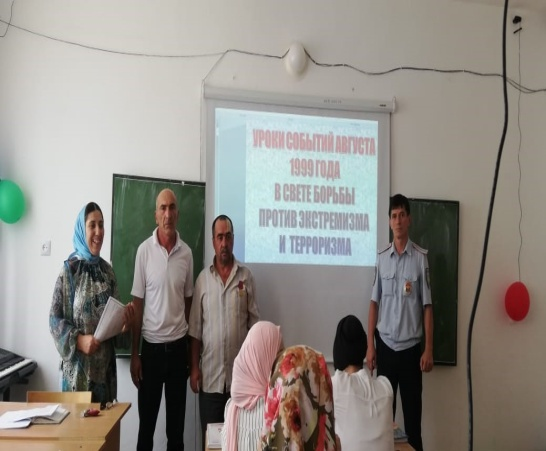 УРОКИ СОБЫТИЙ АВГУСТА
1999 ГОДА
В СВЕТЕ БОРЬБЫ
ПРОТИВ ЭКСТРЕМИЗМА
И ТЕРРОРИЗМА